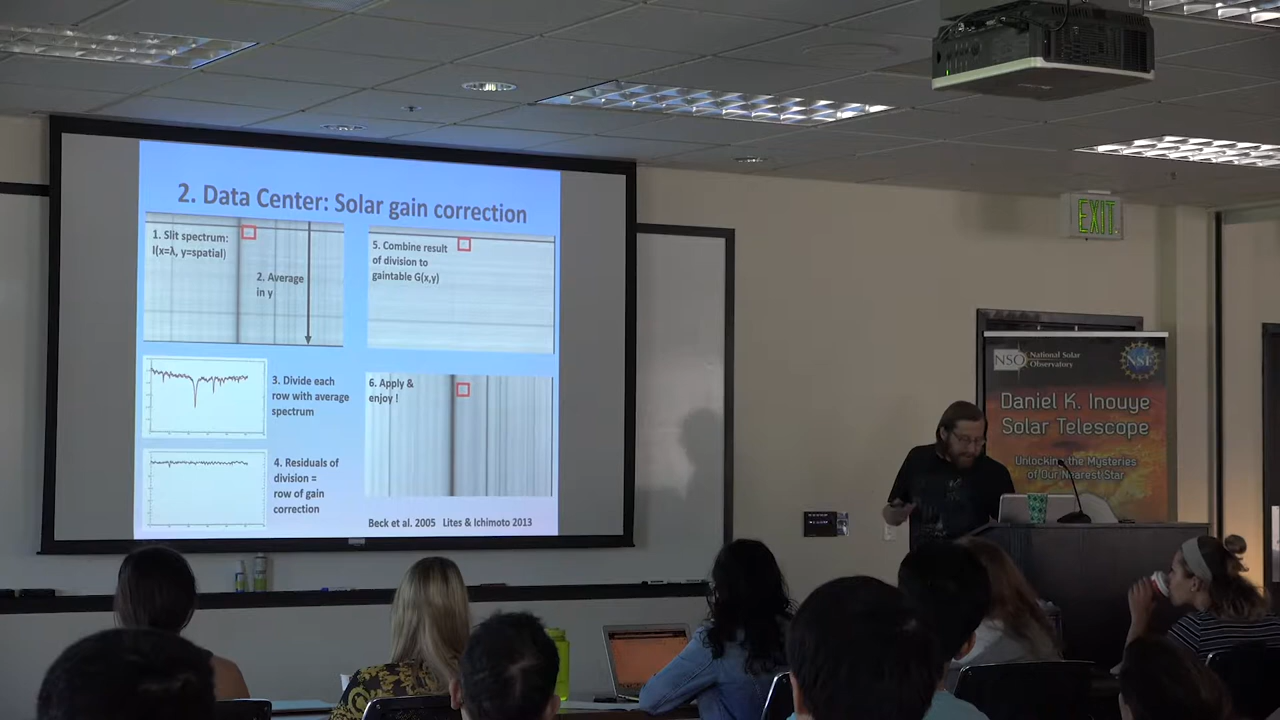 2. Data Center: Solar gain correction
1. Slit spectrum:
I(x=λ, y=spatial)
2. Average
in y
3. Divide each
row with average
spectrum
4. Residuals of
division =
row of gain
correction
5. Combine result
of division to
gaintable G(x,y)
6. Apply &
enjoy !
Beck et al. 2005 Lites & Ichimoto 2013
EXIT
NSO
National Solar
Observatory
NSF
Daniel K. Inouye
Solar Telescope
Unlocking the Mysteries
of Our Nearest Star